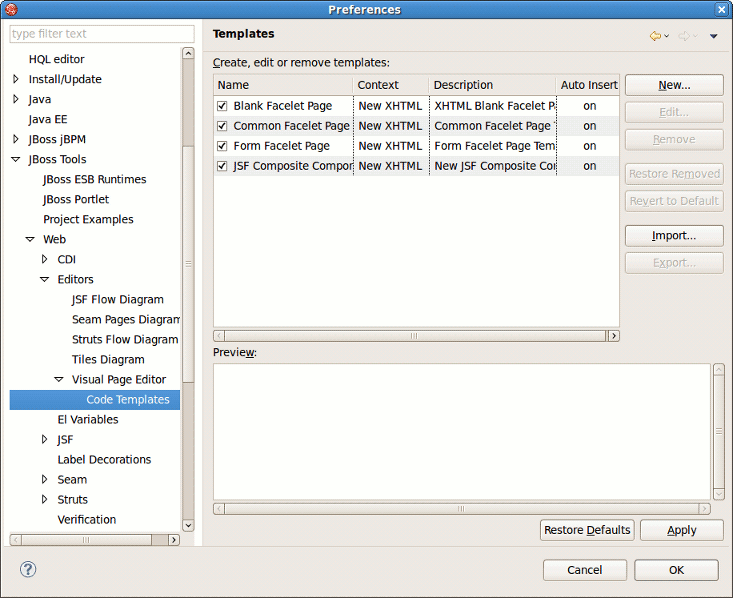 Preferences
type filter text
HQL editor
Install/Update
Java
Java EE
JBoss jBPM
JBoss Tools
JBoss ESB Runtimes
JBoss Portlet
Project Examples
Web
CDI
Editors
JSF Flow Diagram
Seam Pages Diagram
Struts Flow Diagram
Tiles Diagram
Visual Page Editor
Code Templates
El Variables
JSF
Label Decorations
Seam
Struts
Verification
Templates
Create, edit or remove templates:
Name Context Description Auto Insert
Blank Facelet Page New XHTML XHTML Blank Facelet P on
Common Facelet Page New XHTML Common Facelet Page on
Form Facelet Page New XHTML Form Facelet Page Tem on
JSF Composite Compor New XHTML New JSF Composite Co on
New...
Edit...
Remove
Restore Removed
Revert to Default
Import...
Export...
Preview:
Restore Defaults Apply
? Cancel OK